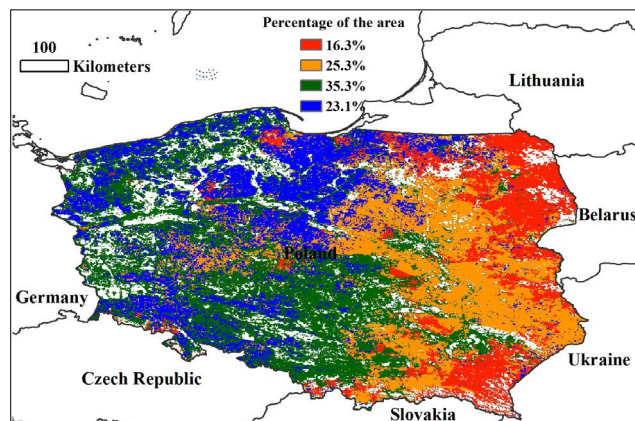 Percentage of the area
100
Kilometers
16.3%
25.3%
35.3%
23.1%
Lithuania
Belarus
Poland
Germany
Ukraine
Czech Republic
Slovakia